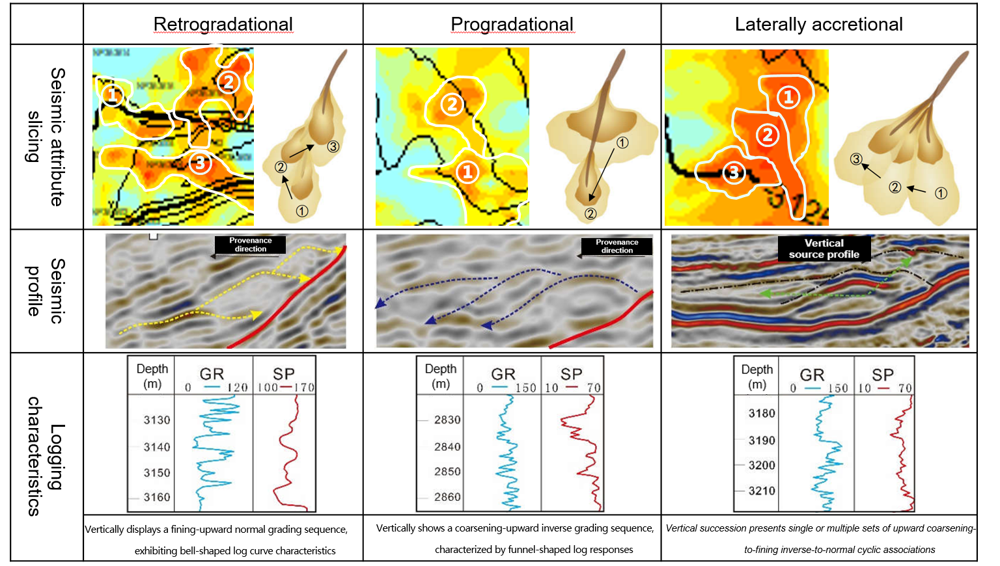 Retrogradational
Progradational
Laterally accretional
Seismic attribute
slicing
1
2
3
①
②
③
2
1
①
②
1
2
3
①
②
③
Seismic
profile
Provenance
direction
Provenance
direction
Vertical
source profile
Logging
characteristics
Depth
(m)
GR
0 120
SP
100 170
3130
3140
3150
3160
Depth
(m)
GR
0 150
SP
10 70
2830
2840
2850
2860
Depth
(m)
GR
0 150
SP
10 70
3180
3190
3200
3210
Vertically displays a fining-upward normal grading sequence,
exhibiting bell-shaped log curve characteristics
Vertically shows a coarsening-upward inverse grading sequence,
characterized by funnel-shaped log responses
Vertical succession presents single or multiple sets of upward coarsening-
to-fining inverse-to-normal cyclic associations